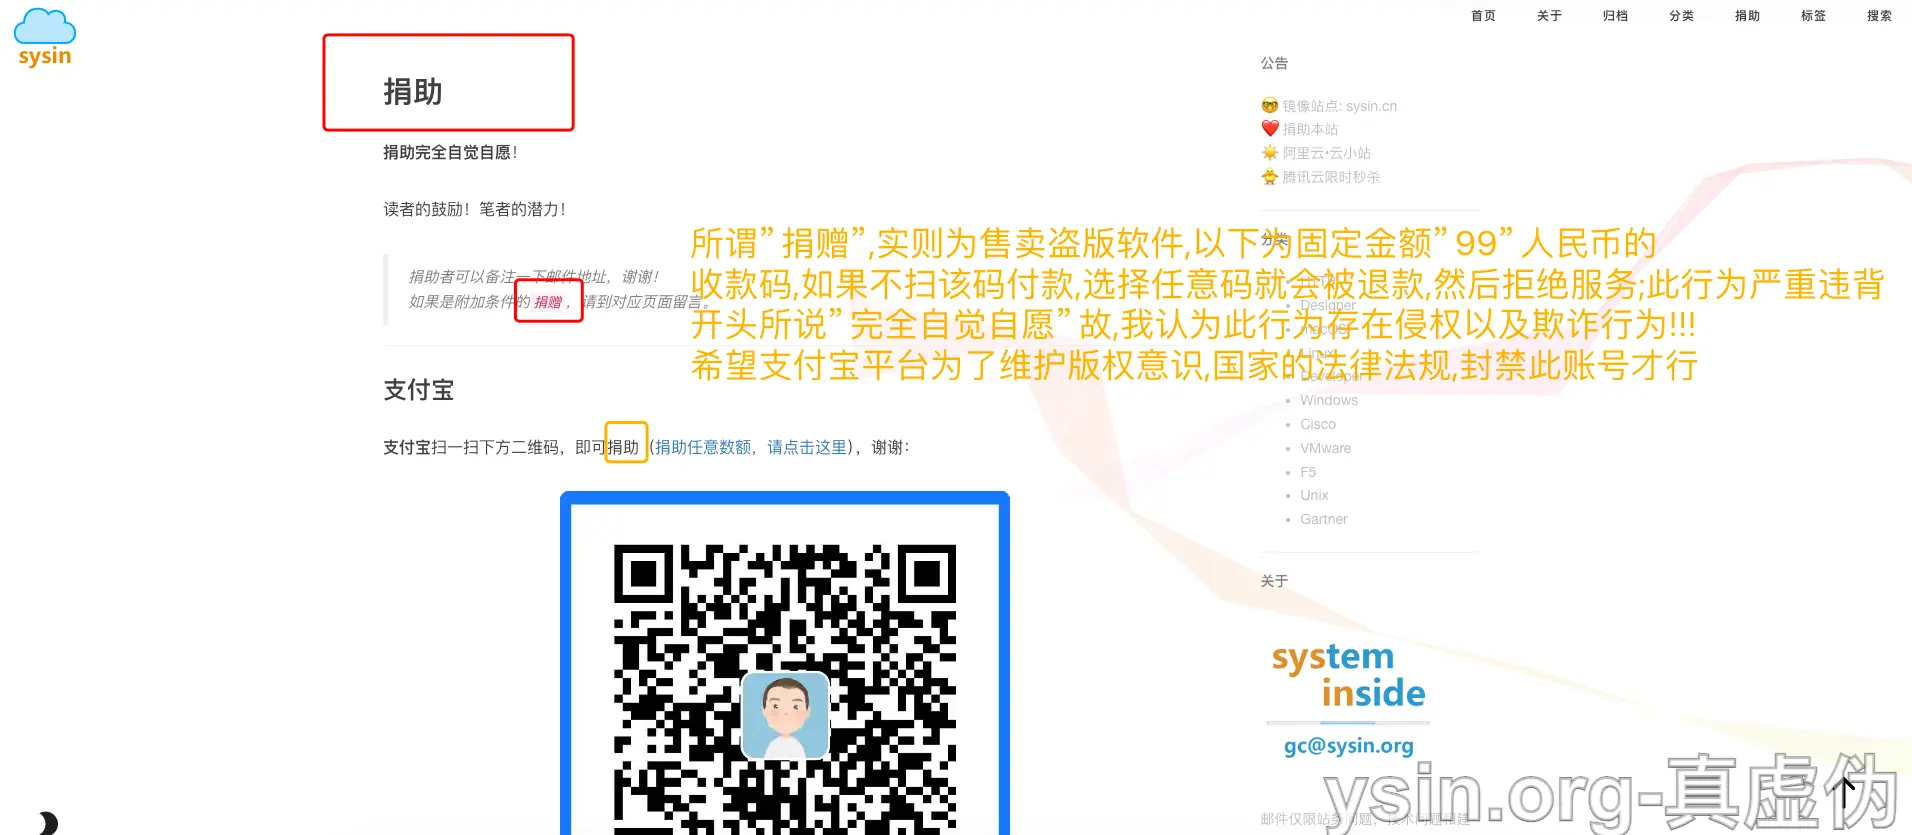 sysin
首页 关于 归档 分类 捐助 标签 搜索
捐助
捐助完全自觉自愿！
读者的鼓励！笔者的潜力！
捐助者可以备注一下邮件地址，谢谢！
如果是附加条件的 捐赠 ，请到对应页面留言。
所谓”捐赠”,实则为售卖盗版软件,以下为固定金额”99”人民币的
收款码,如果不扫该码付款,选择任意码就会被退款,然后拒绝服务;此行为严重违背
开头所说”完全自觉自愿”故,我认为此行为存在侵权以及欺诈行为!!!
希望支付宝平台为了维护版权意识,国家的法律法规,封禁此账号才行
支付宝
支付宝扫一扫下方二维码，即可捐助（捐助任意数额，请点击这里），谢谢：
公告
镜像站点: sysin.cn
捐助本站
阿里云•云小站
腾讯云限时秒杀
分类
Designer
macOS
Linux
Developer
Windows
Cisco
VMware
F5
Unix
Gartner
关于
system
inside
gc@sysin.org
ysin.org-真虚伪
邮件仅限站务问题，技术问题